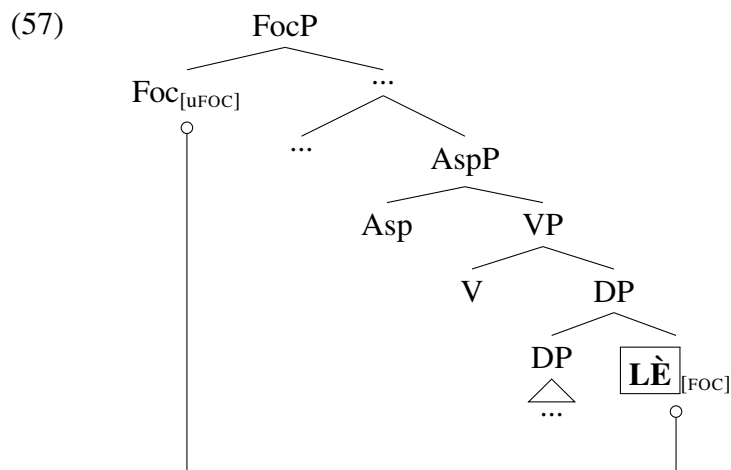 (57)
FocP
Foc[uFOC] ...
... AspP
Asp VP
V DP
DP LÈ[FOC]
...